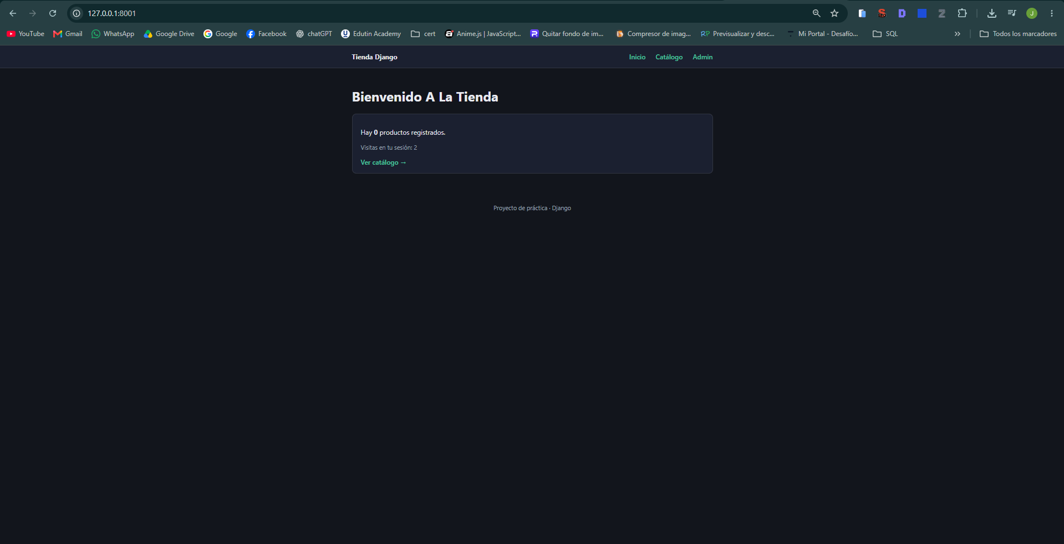 127.0.0.1:8001
YouTube Gmail WhatsApp Google Drive Google Facebook chatGPT Edutin Academy cert Anime.js | JavaScript... Quitar fondo de im... Compresor de imag... Previsualizar y desc... Mi Portal - Desafío... SQL » Todos los marcadores
Tienda Django Inicio Catálogo Admin
Bienvenido A La Tienda
Hay 0 productos registrados.
Visitas en tu sesión: 2
Ver catálogo →
Proyecto de práctica · Django